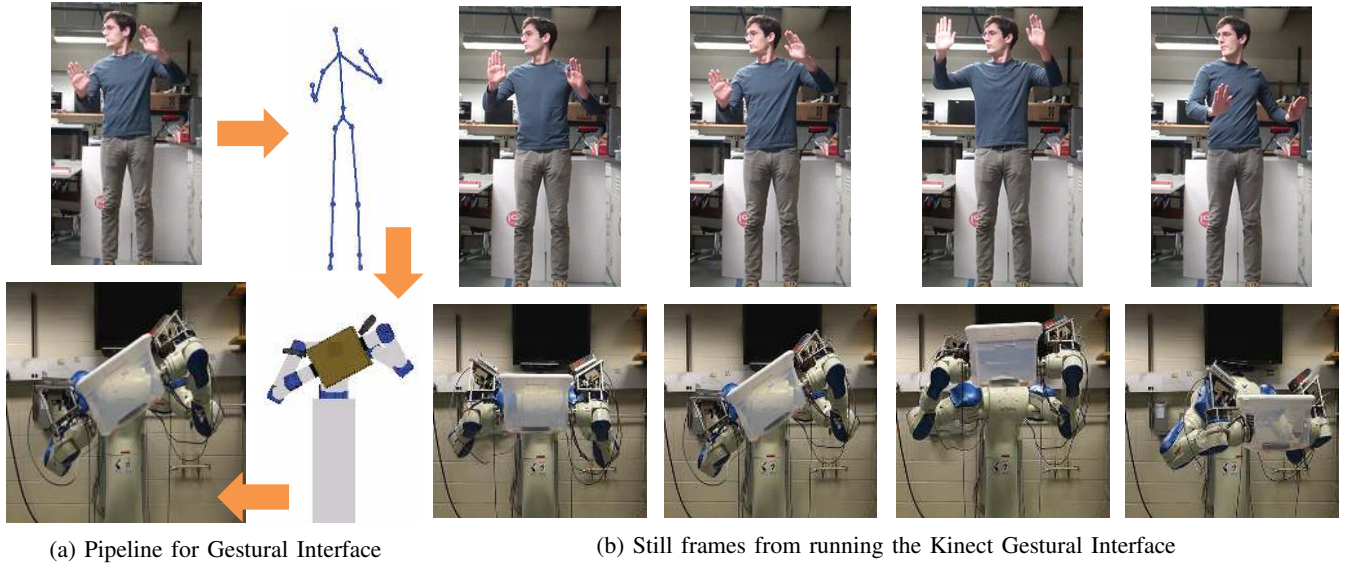 (a) Pipeline for Gestural Interface
(b) Still frames from running the Kinect Gestural Interface